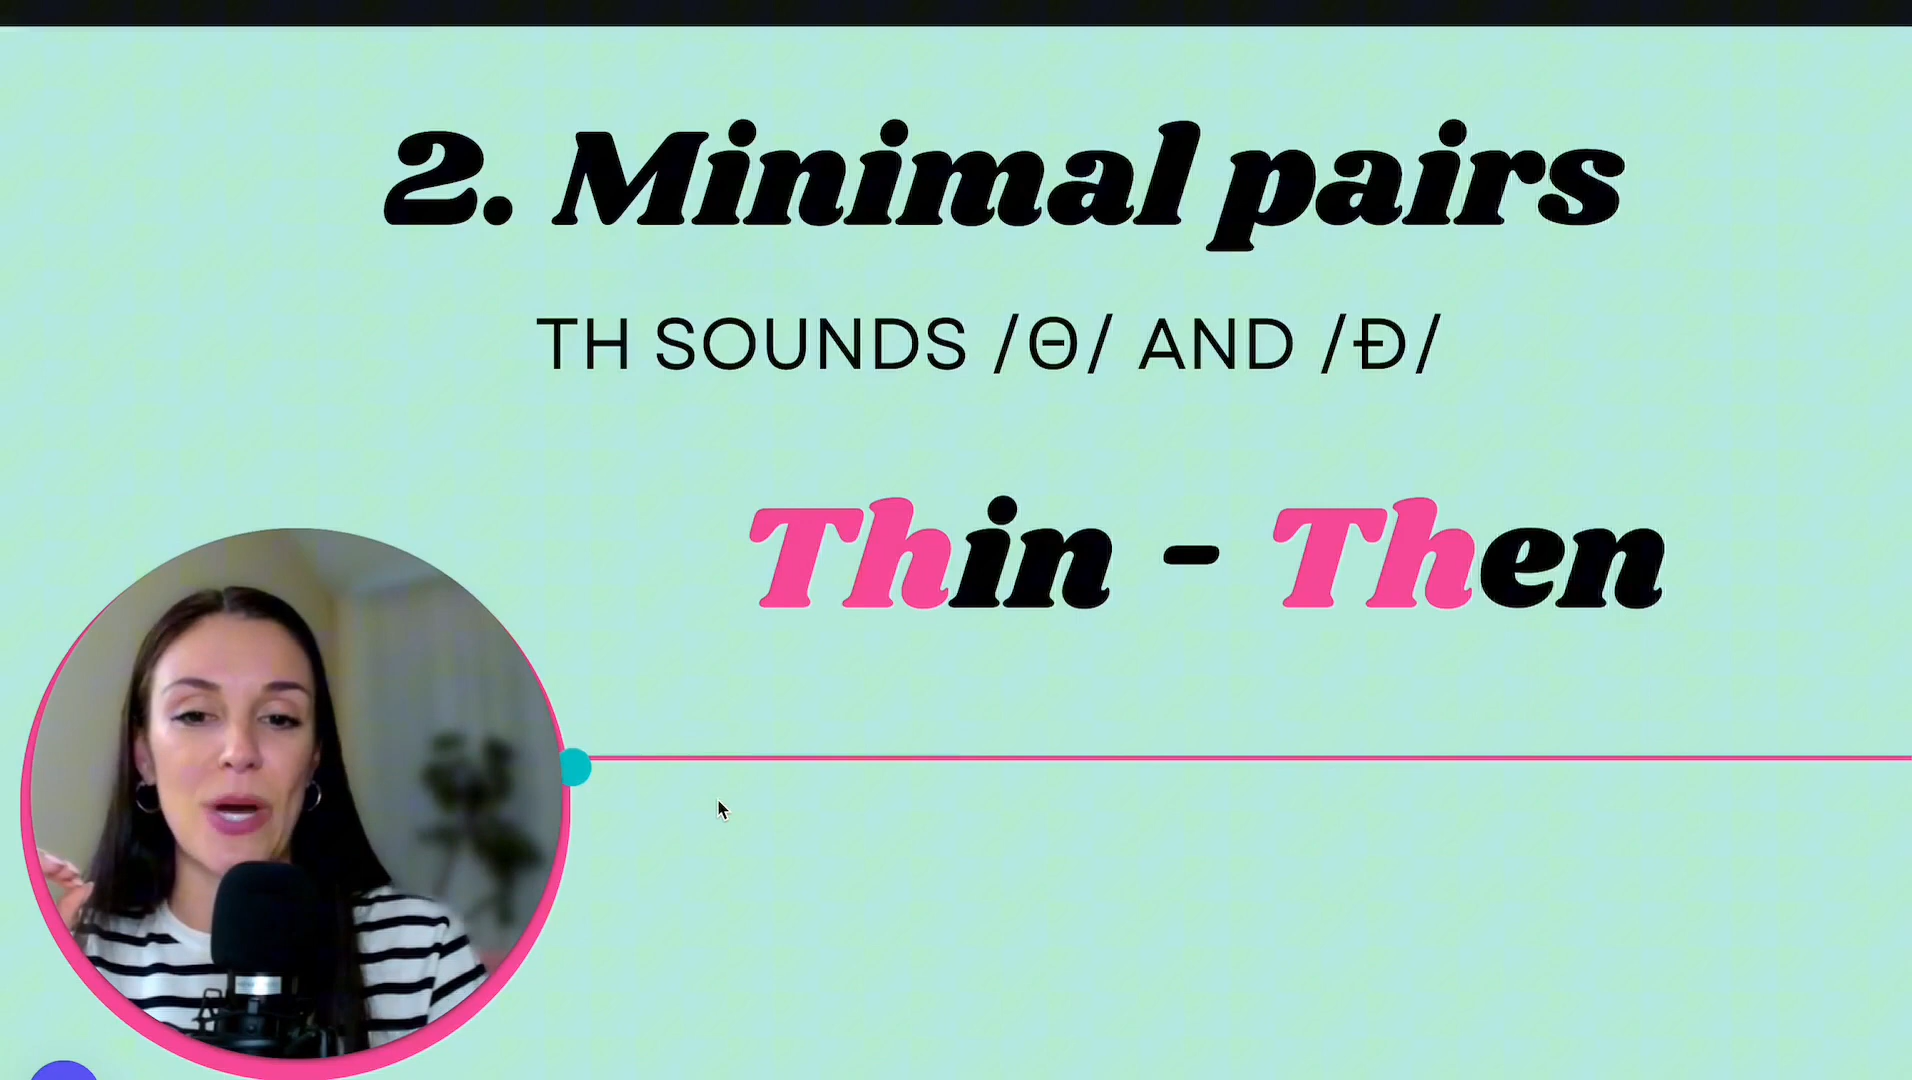 2. Minimal pairs
TH SOUNDS /Θ/ AND /Ð/
Thin - Then